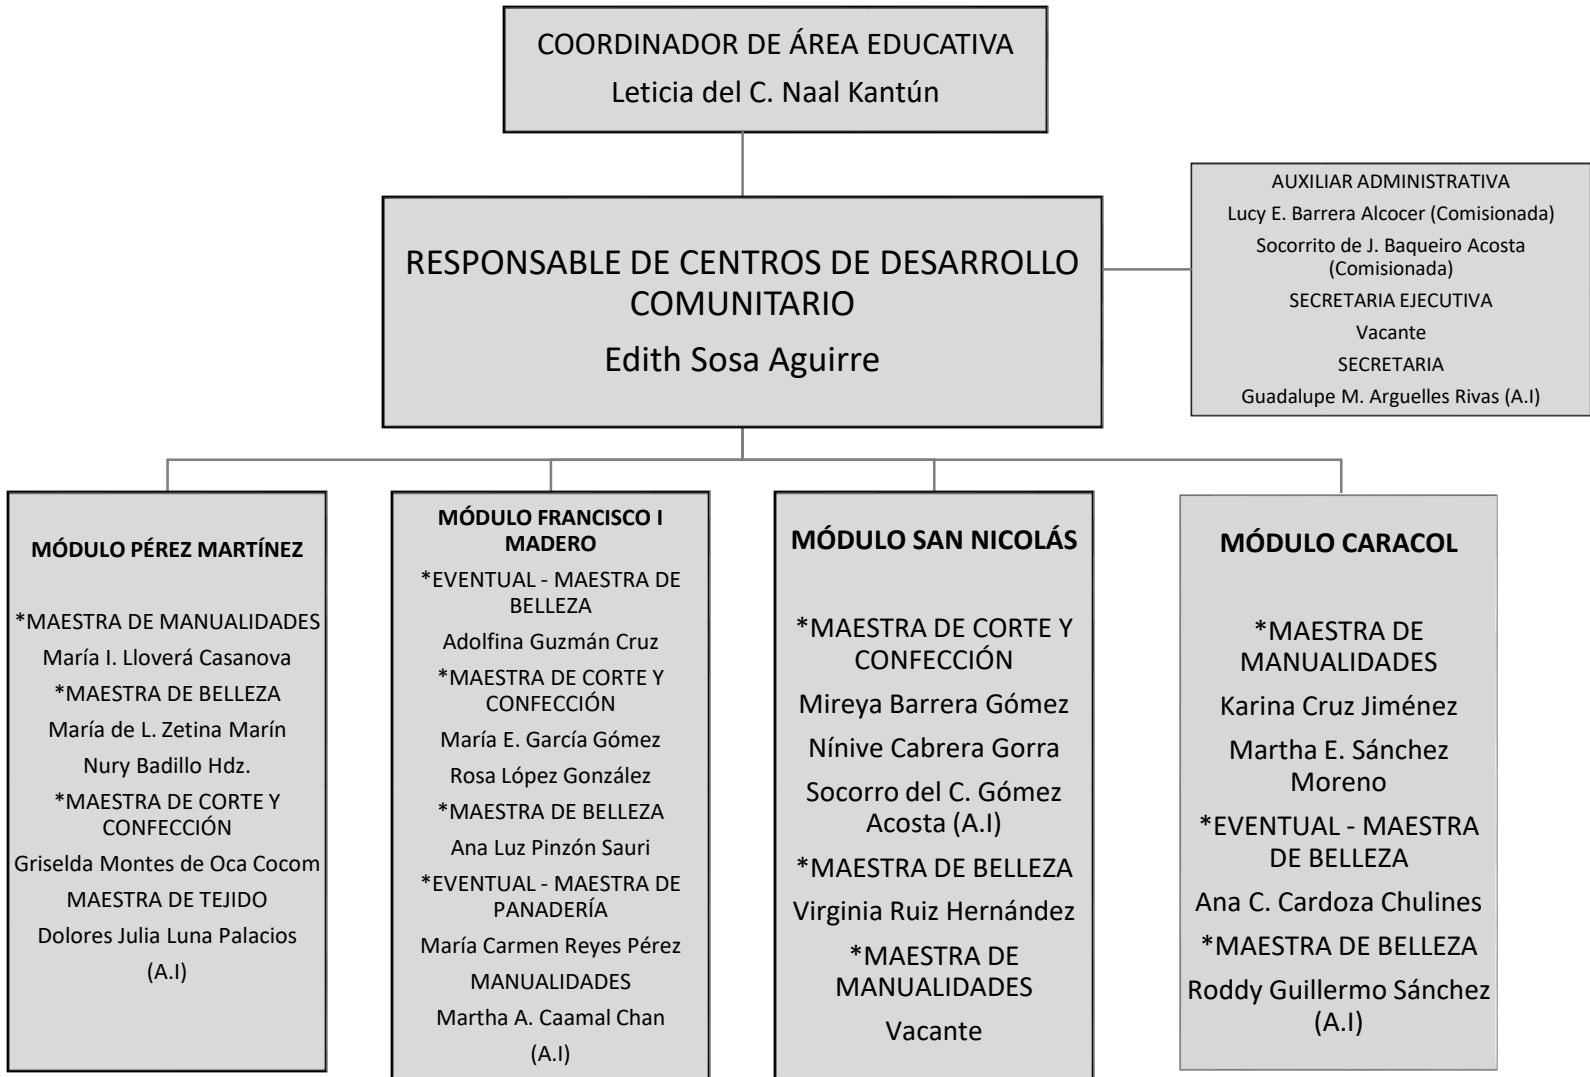 COORDINADOR DE ÁREA EDUCATIVA
Leticia del C. Naal Kantún
RESPONSABLE DE CENTROS DE DESARROLLO
COMUNITARIO
Edith Sosa Aguirre
AUXILIAR ADMINISTRATIVA
Lucy E. Barrera Alcocer (Comisionada)
Socorrito de J. Baqueiro Acosta
(Comisionada)
SECRETARIA EJECUTIVA
Vacante
SECRETARIA
Guadalupe M. Arguelles Rivas (A.I)
MÓDULO PÉREZ MARTÍNEZ
*MAESTRA DE MANUALIDADES
María I. Lloverá Casanova
*MAESTRA DE BELLEZA
María de L. Zetina Marín
Nury Badillo Hdz.
*MAESTRA DE CORTE Y
CONFECCIÓN
Griselda Montes de Oca Cocom
MAESTRA DE TEJIDO
Dolores Julia Luna Palacios
(A.I)
MÓDULO FRANCISCO I
MADERO
*EVENTUAL - MAESTRA DE
BELLEZA
Adolfina Guzmán Cruz
*MAESTRA DE CORTE Y
CONFECCIÓN
María E. García Gómez
Rosa López González
*MAESTRA DE BELLEZA
Ana Luz Pinzón Sauri
*EVENTUAL - MAESTRA DE
PANADERÍA
María Carmen Reyes Pérez
MANUALIDADES
Martha A. Caamal Chan
(A.I)
MÓDULO SAN NICOLÁS
*MAESTRA DE CORTE Y
CONFECCIÓN
Mireya Barrera Gómez
Nínive Cabrera Gorra
Socorro del C. Gómez
Acosta (A.I)
*MAESTRA DE BELLEZA
Virginia Ruiz Hernández
*MAESTRA DE
MANUALIDADES
Vacante
MÓDULO CARACOL
*MAESTRA DE
MANUALIDADES
Karina Cruz Jiménez
Martha E. Sánchez
Moreno
*EVENTUAL - MAESTRA
DE BELLEZA
Ana C. Cardoza Chulines
*MAESTRA DE BELLEZA
Roddy Guillermo Sánchez
(A.I)